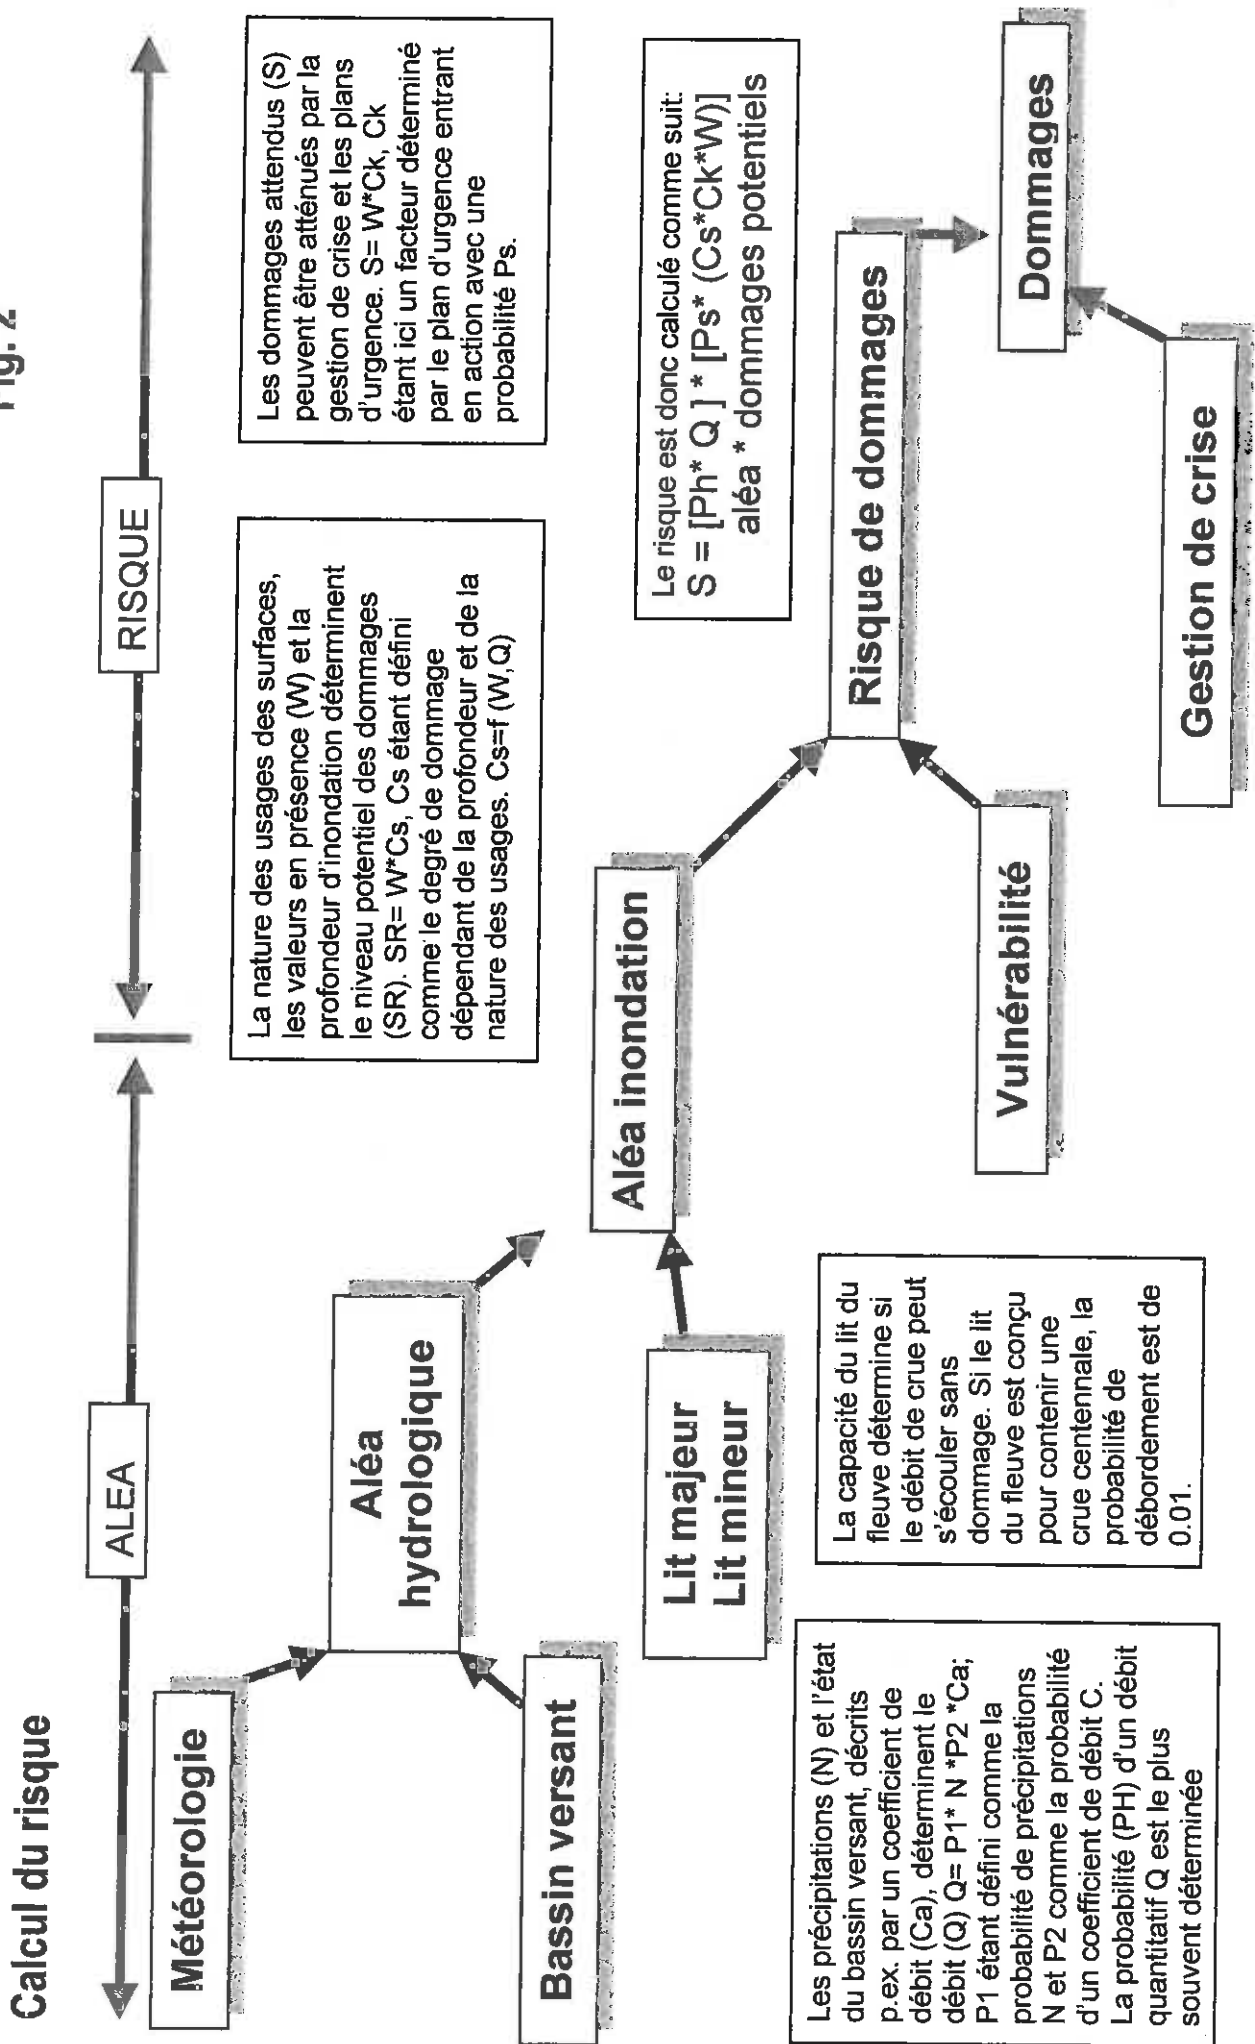 Fig. 2
Calcul du risque
ALEA
RISQUE
Météorologie
Bassin versant
Aléa
hydrologique
Lit majeur
Lit mineur
Aléa inondation
Vulnérabilité
Risque de dommages
Gestion de crise
Dommages
Les précipitations (N) et l'état
du bassin versant, décrits
p.ex. par un coefficient de
débit (Ca), déterminent le
débit (Q) Q= P1* N *P2 *Ca;
P1 étant défini comme la
probabilité de précipitations
N et P2 comme la probabilité
d'un coefficient de débit C.
La probabilité (PH) d'un débit
quantitatif Q est le plus
souvent déterminée
La capacité du lit du
fleuve détermine si
le débit de crue peut
s'écouler sans
dommage. Si le lit
du fleuve est conçu
pour contenir une
crue centennale, la
probabilité de
débordement est de
0.01.
La nature des usages des surfaces,
les valeurs en présence (W) et la
profondeur d'inondation déterminent
le niveau potentiel des dommages
(SR). SR= W*Cs, Cs étant défini
comme le degré de dommage
dépendant de la profondeur et de la
nature des usages. Cs=f (W,Q)
Les dommages attendus (S)
peuvent être atténués par la
gestion de crise et les plans
d'urgence. S= W*Ck, Ck
étant ici un facteur déterminé
par le plan d'urgence entrant
en action avec une
probabilité Ps.
Le risque est donc calculé comme suit:
S = [Ph* Q ] * [Ps* (Cs*Ck*W)]
aléa * dommages potentiels